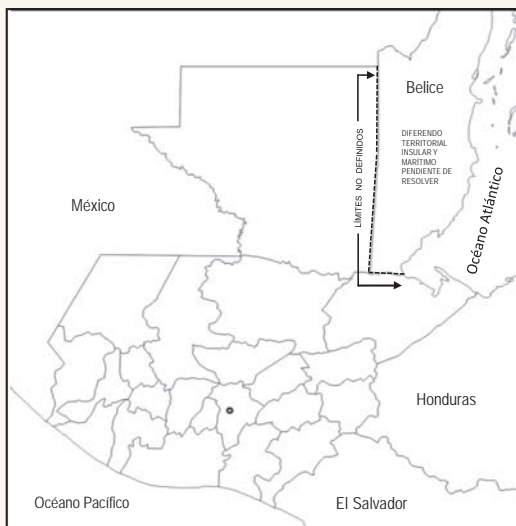 Belice
LÍMITES NO DEFINIDOS
DIFERENDO
TERRITORIAL
INSULAR Y
MARÍTIMO
PENDIENTE DE
RESOLVER
Océano Atlántico
México
Honduras
Océano Pacífico
El Salvador